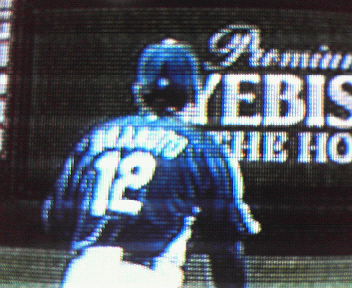 Premium
YEBIS
THE HO
12